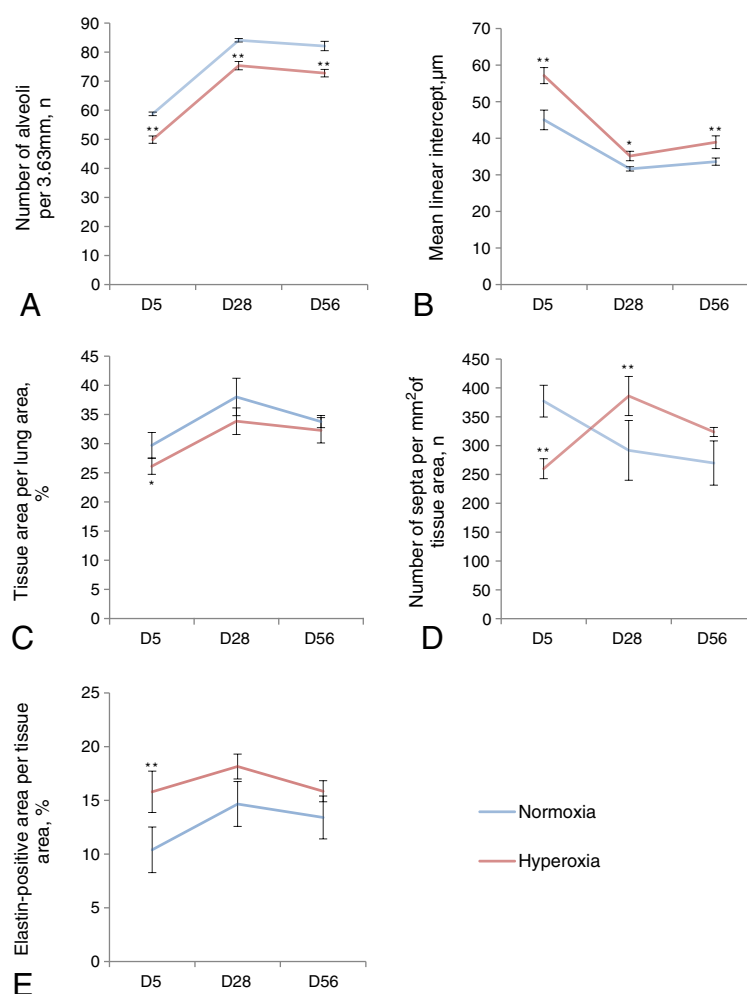 Number of alveoli
per 3.63mm, n
90
80
70
60
50
40
30
20
10
0
**
**
**
D5 D28 D56
A
Mean linear intercept,µm
70
60
50
40
30
20
10
0
**
*
**
D5 D28 D56
B
Tissue area per lung area,
%
45
40
35
30
25
20
15
10
5
0
*
D5 D28 D56
C
Number of septa per mm²of
tissue area, n
450
400
350
300
250
200
150
100
50
0
**
**
D5 D28 D56
D
Elastin-positive area per tissue
area, %
25
20
15
10
5
0
**
D5 D28 D56
E
Normoxia
Hyperoxia